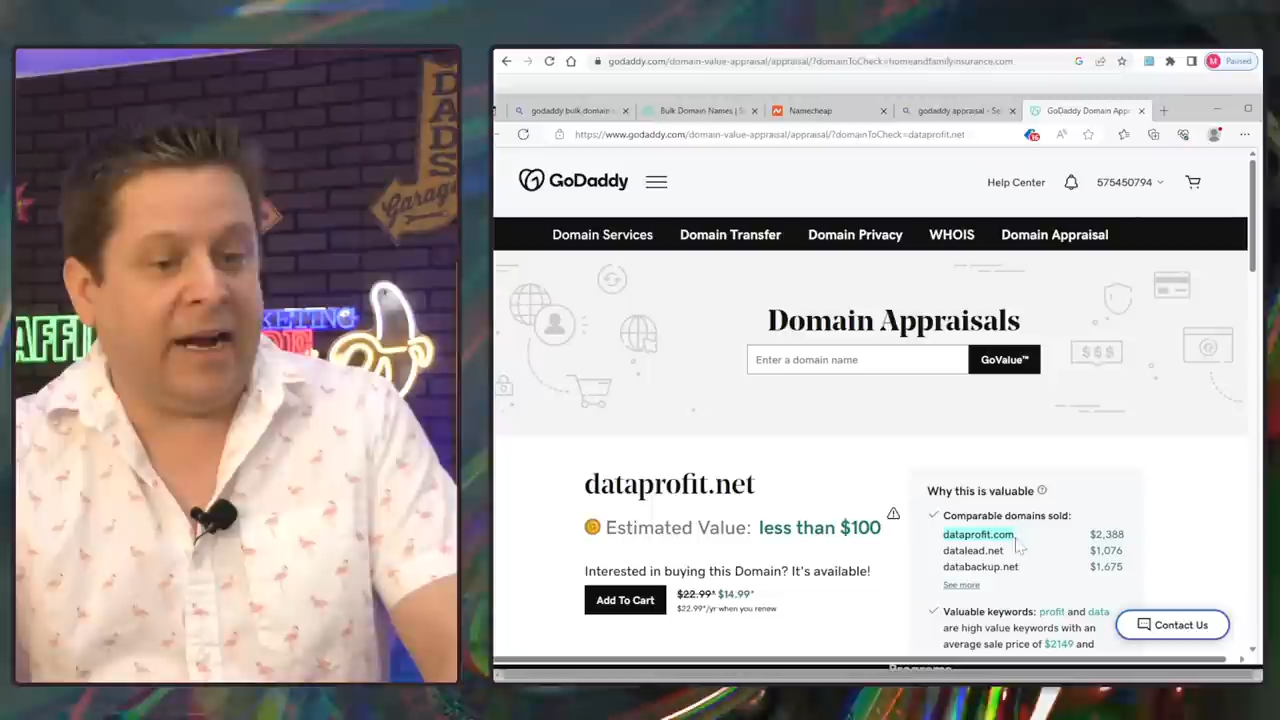 DADS
Garage
AFFI
KETING
godaddy.com/domain-value-appraisal/appraisal/?domainToCheck=homeandfamilyinsurance.com
M Paused
godaddy bulk domain
Bulk Domain Names | S
Namecheap
godaddy appraisal - Se
GoDaddy Domain App
https://www.godaddy.com/domain-value-appraisal/appraisal/?domainToCheck=dataprofit.net
GoDaddy
Help Center
575450794
Domain Services
Domain Transfer
Domain Privacy
WHOIS
Domain Appraisal
$$$
Domain Appraisals
Enter a domain name
GoValue™
dataprofit.net
Estimated Value: less than $100
Interested in buying this Domain? It's available!
Add To Cart
$22.99* $14.99*
$22.99*/yr when you renew
Why this is valuable
Comparable domains sold:
dataprofit.com $2,388
datalead.net $1,076
databackup.net $1,675
See more
Valuable keywords: profit and data
are high value keywords with an
average sale price of $2149 and
Contact Us